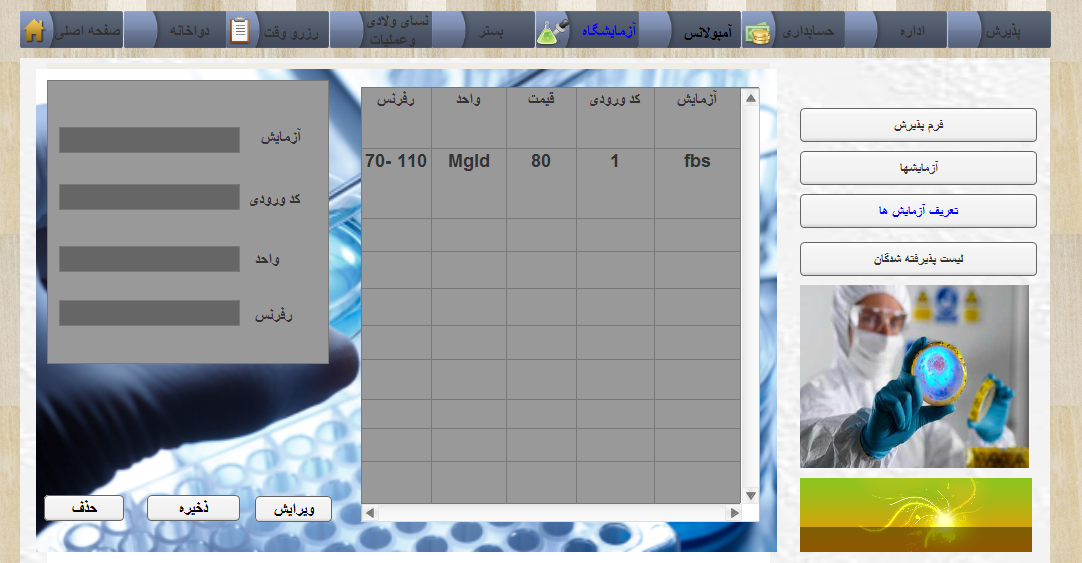 پذیرش
اداره
حسابداری
آمبولانس
آزمایشگاه
بستر
نسای ولادی
وعملیات
رزرو وقت
دواخانه
صفحه اصلی
فرم پذیرش
آزمایشها
تعریف آزمایش ها
لیست پذیرفته شدگان
آزمایش کد ورودی قیمت واحد رفرنس
fbs 1 80 Mgld 70- 110
آزمایش
کد ورودی
واحد
رفرنس
ویرایش
ذخیره
حذف